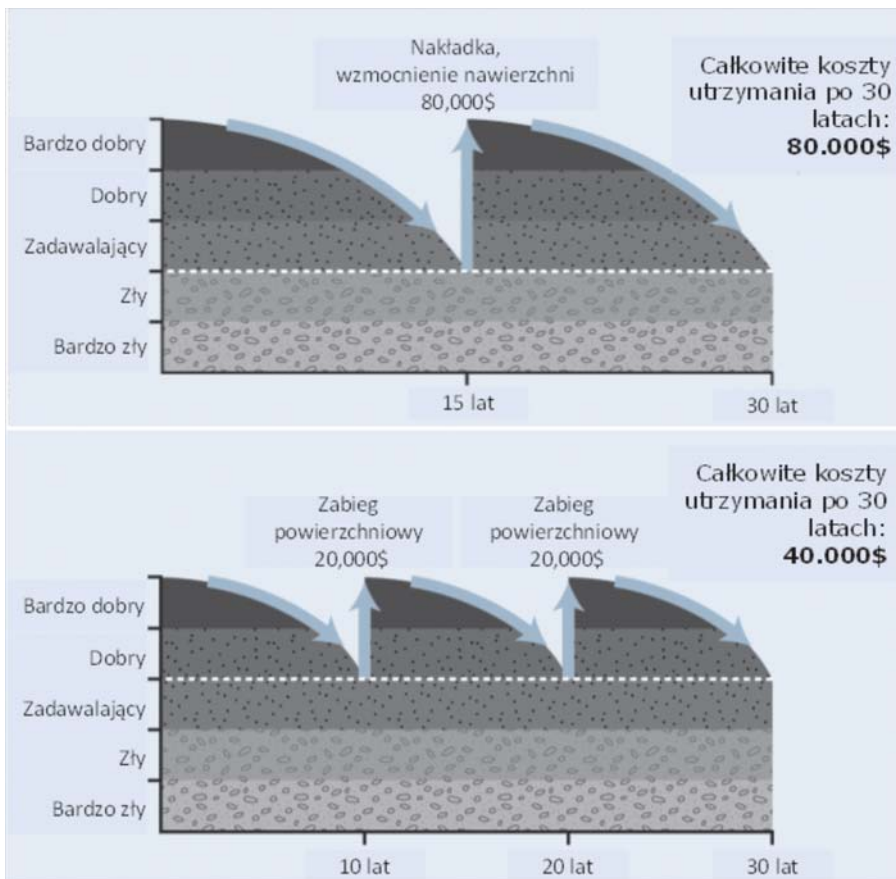 Nakładka,
wzmocnienie nawierzchni
80,000$
Całkowite koszty
utrzymania po 30
latach:
80.000$
Bardzo dobry
Dobry
Zadawalający
Zły
Bardzo zły
15 lat
30 lat
Całkowite koszty
utrzymania po 30
latach:
40.000$
Zabieg
powierzchniowy
20,000$
Zabieg
powierzchniowy
20,000$
Bardzo dobry
Dobry
Zadawalający
Zły
Bardzo zły
10 lat
20 lat
30 lat